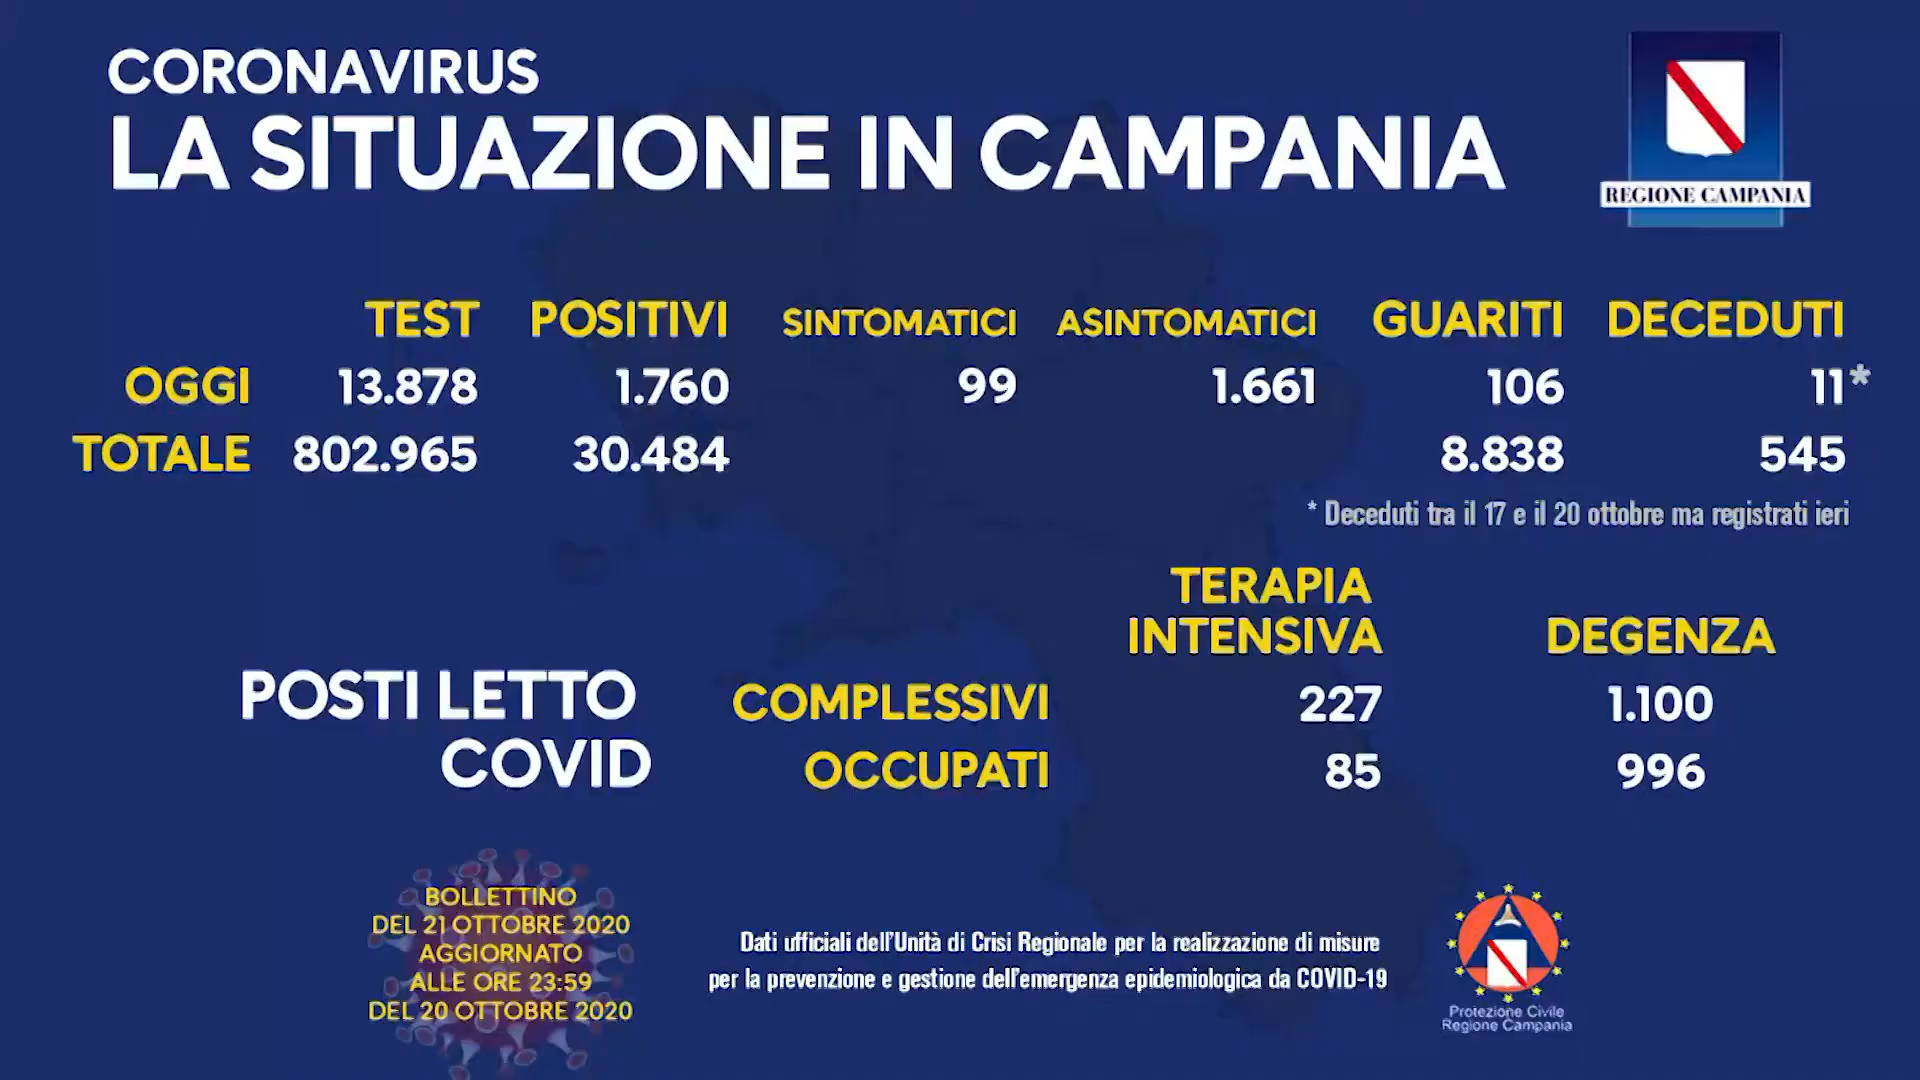 CORONAVIRUS
LA SITUAZIONE IN CAMPANIA
REGIONE CAMPANIA
TEST POSITIVI SINTOMATICI ASINTOMATICI GUARITI DECEDUTI
OGGI 13.878 1.760 99 1.661 106 11*
TOTALE 802.965 30.484 8.838 545
* Deceduti tra il 17 e il 20 ottobre ma registrati ieri
TERAPIA
INTENSIVA DEGENZA
POSTI LETTO
COVID
COMPLESSIVI 227 1.100
OCCUPATI 85 996
BOLLETTINO
DEL 21 OTTOBRE 2020
AGGIORNATO
ALLE ORE 23:59
DEL 20 OTTOBRE 2020
Dati ufficiali dell'Unità di Crisi Regionale per la realizzazione di misure
per la prevenzione e gestione dell'emergenza epidemiologica da COVID-19
Protezione Civile
Regione Campania